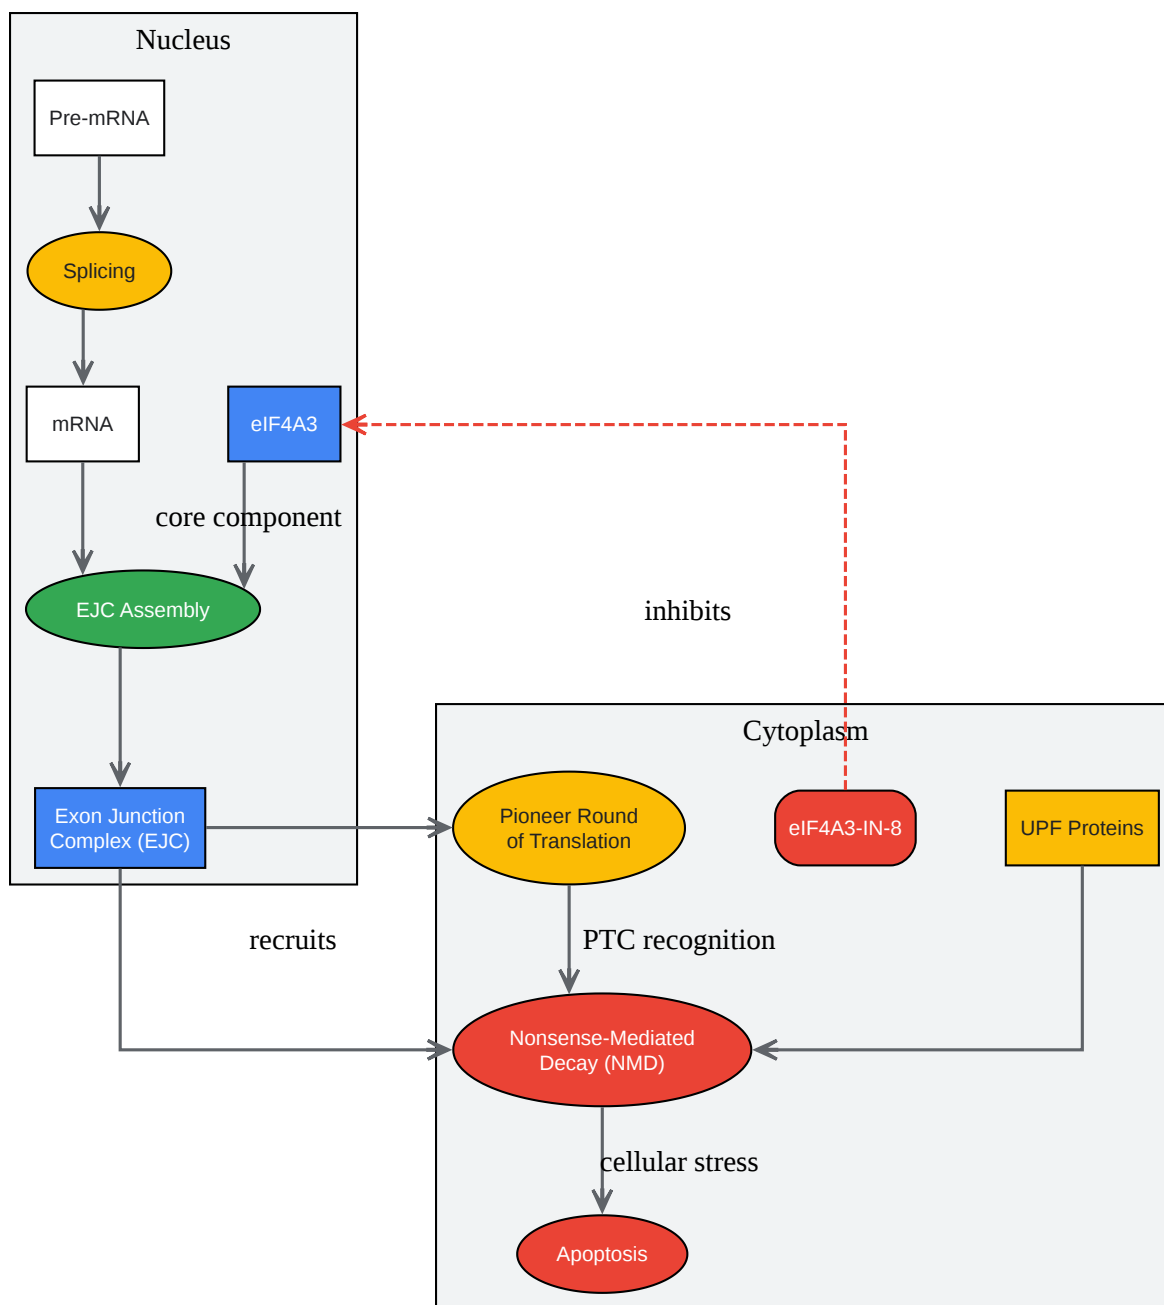 Nucleus
Pre-mRNA
Splicing
mRNA
eIF4A3
core component
EJC Assembly
inhibits
Cytoplasm
Exon Junction
Complex (EJC)
Pioneer Round
of Translation
eIF4A3-IN-8
UPF Proteins
recruits
PTC recognition
Nonsense-Mediated
Decay (NMD)
cellular stress
Apoptosis